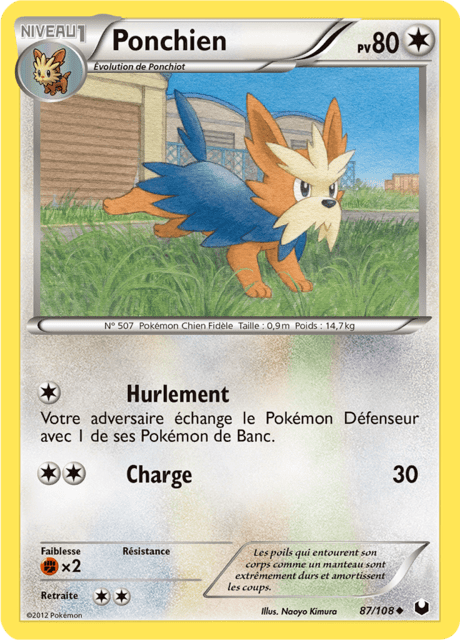 NIVEAU 1
Ponchien
PV 80
Évolution de Ponchiot
N° 507 Pokémon Chien Fidèle Taille : 0,9m Poids : 14,7kg
Hurlement
Votre adversaire échange le Pokémon Défenseur
avec 1 de ses Pokémon de Banc.
Charge 30
Faiblesse Résistance
×2
Retraite
Les poils qui entourent son
corps comme un manteau sont
extrêmement durs et amortissent
les coups.
©2012 Pokémon
Illus. Naoyo Kimura
87/108